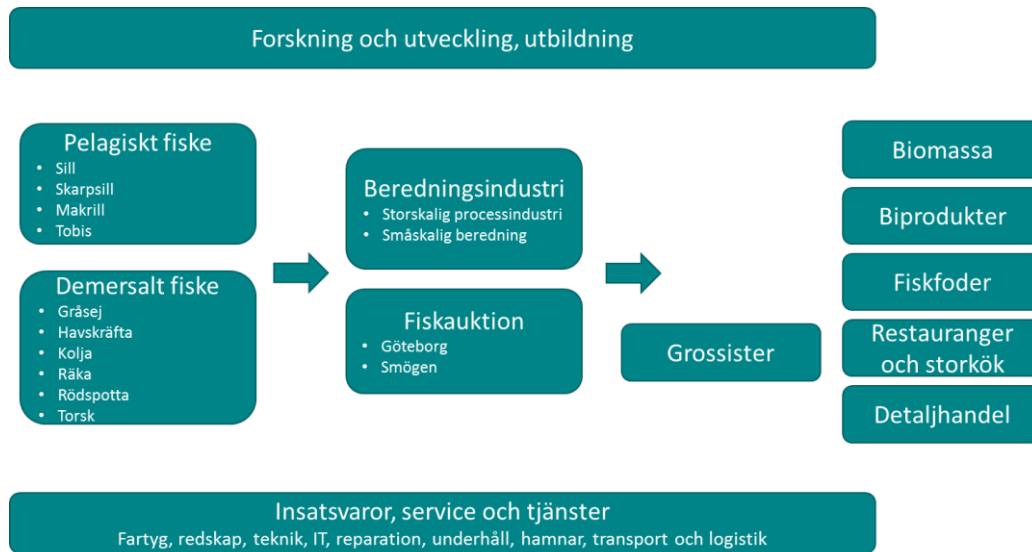 Forskning och utveckling, utbildning
Pelagiskt fiske
• Sill
• Skarpsill
• Makrill
• Tobis
Demersalt fiske
• Gråsej
• Havskräfta
• Kolja
• Räka
• Rödspotta
• Torsk
Beredningsindustri
• Storskalig processindustri
• Småskalig beredning
Fiskauktion
• Göteborg
• Smögen
Grossister
Biomassa
Biprodukter
Fiskfoder
Restauranger
och storkök
Detaljhandel
Insatsvaror, service och tjänster
Fartyg, redskap, teknik, IT, reparation, underhåll, hamnar, transport och logistik